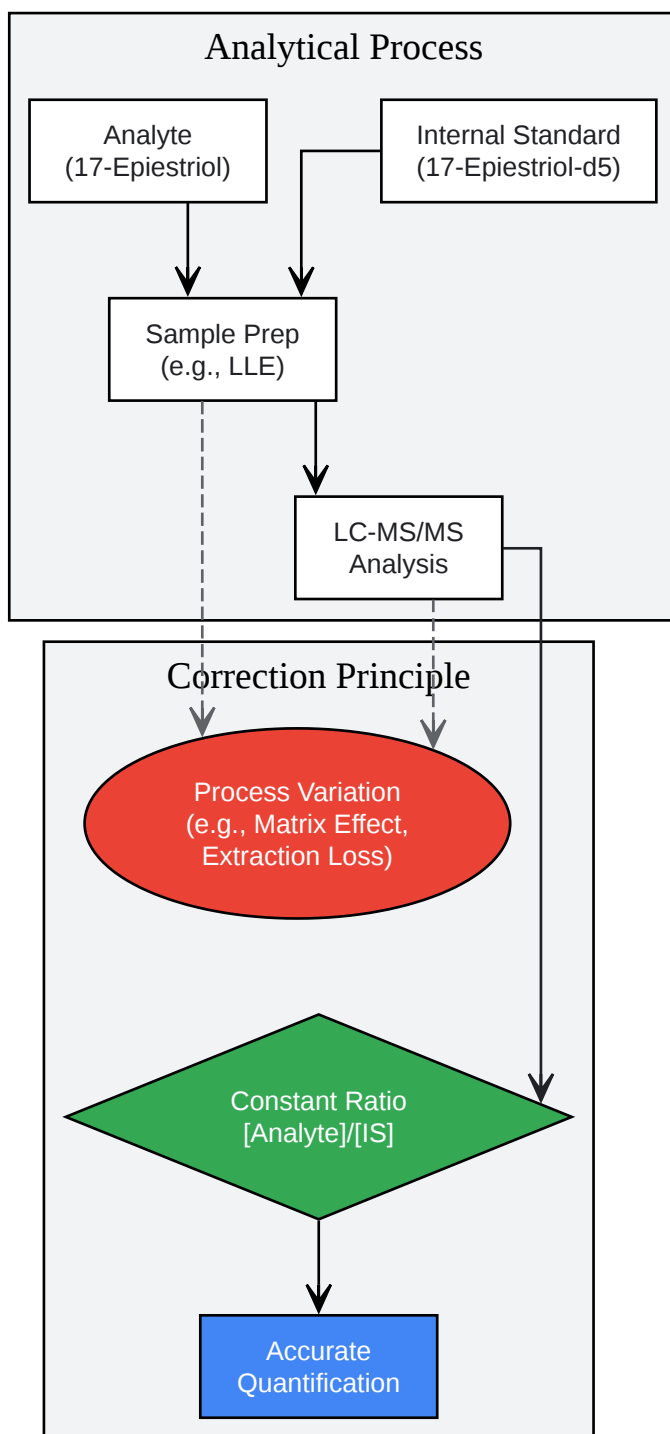 Analytical Process
Analyte
(17-Epiestriol)
Internal Standard
(17-Epiestriol-d5)
Sample Prep
(e.g., LLE)
LC-MS/MS
Analysis
Correction Principle
Process Variation
(e.g., Matrix Effect,
Extraction Loss)
Constant Ratio
[Analyte]/[IS]
Accurate
Quantification